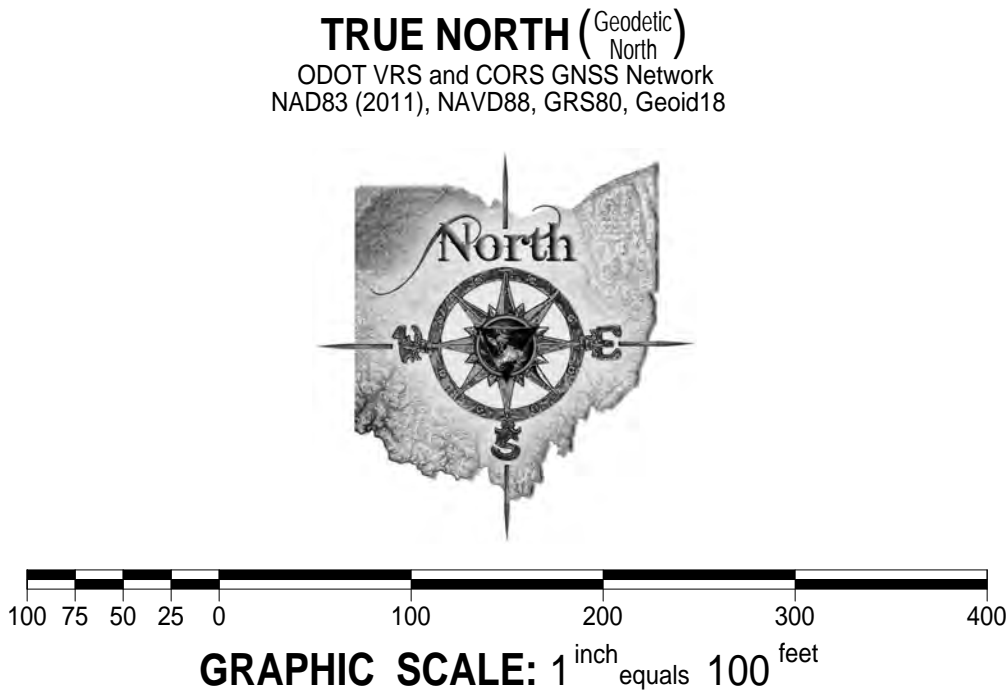 TRUE NORTH (Geodetic North)
ODOT VRS and CORS GNSS Network
NAD83 (2011), NAVD88, GRS80, Geoid18
North
E
S
100 75 50 25 0 100 200 300 400
GRAPHIC SCALE: 1 inch equals 100 feet